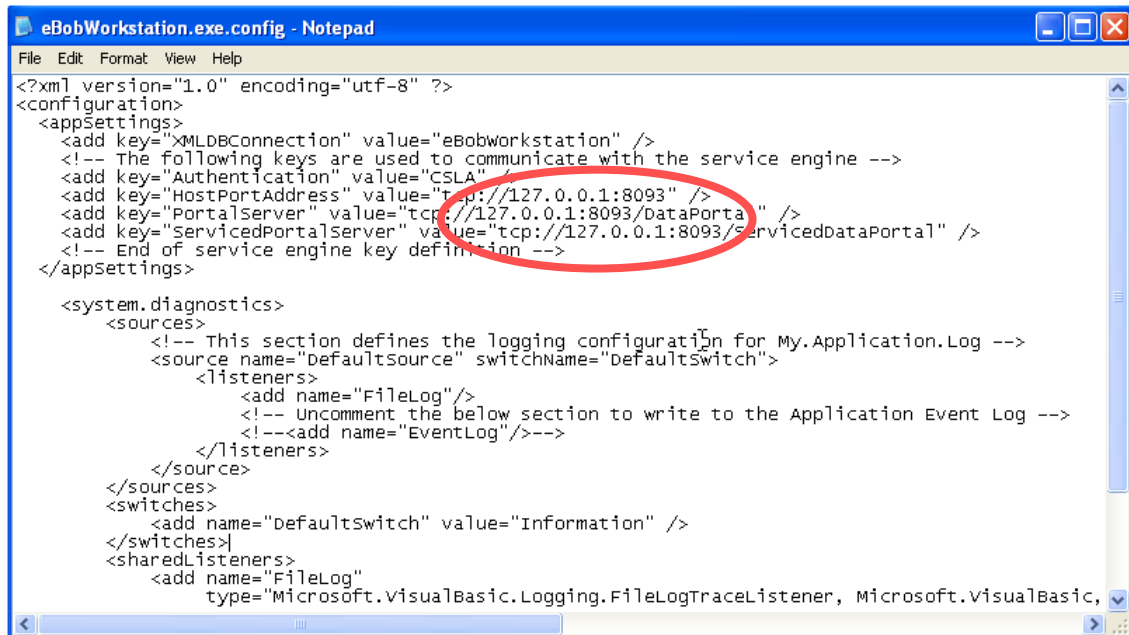 eBobWorkstation.exe.config - Notepad
File Edit Format View Help
<?xml version="1.0" encoding="utf-8" ?>
<configuration>
<appSettings>
<add key="XMLDBConnection" value="eBobWorkstation" />
<!-- The following keys are used to communicate with the service engine -->
<add key="Authentication" value="CSLA" />
<add key="HostPortAddress" value="tcp://127.0.0.1:8093" />
<add key="PortalServer" value="tcp://127.0.0.1:8093/DataPortal" />
<add key="ServicedPortalServer" value="tcp://127.0.0.1:8093/ServicedDataPortal" />
<!-- End of service engine key definition -->
</appSettings>
<system.diagnostics>
<sources>
<!-- This section defines the logging configuration for My.Application.Log -->
<source name="DefaultSource" switchName="DefaultSwitch">
<listeners>
<add name="FileLog"/>
<!-- Uncomment the below section to write to the Application Event Log -->
<!--<add name="EventLog"/>-->
</listeners>
</source>
</sources>
<switches>
<add name="DefaultSwitch" value="Information" />
</switches>
<sharedListeners>
<add name="FileLog"
type="Microsoft.VisualBasic.Logging.FileLogTraceListener, Microsoft.VisualBasic,